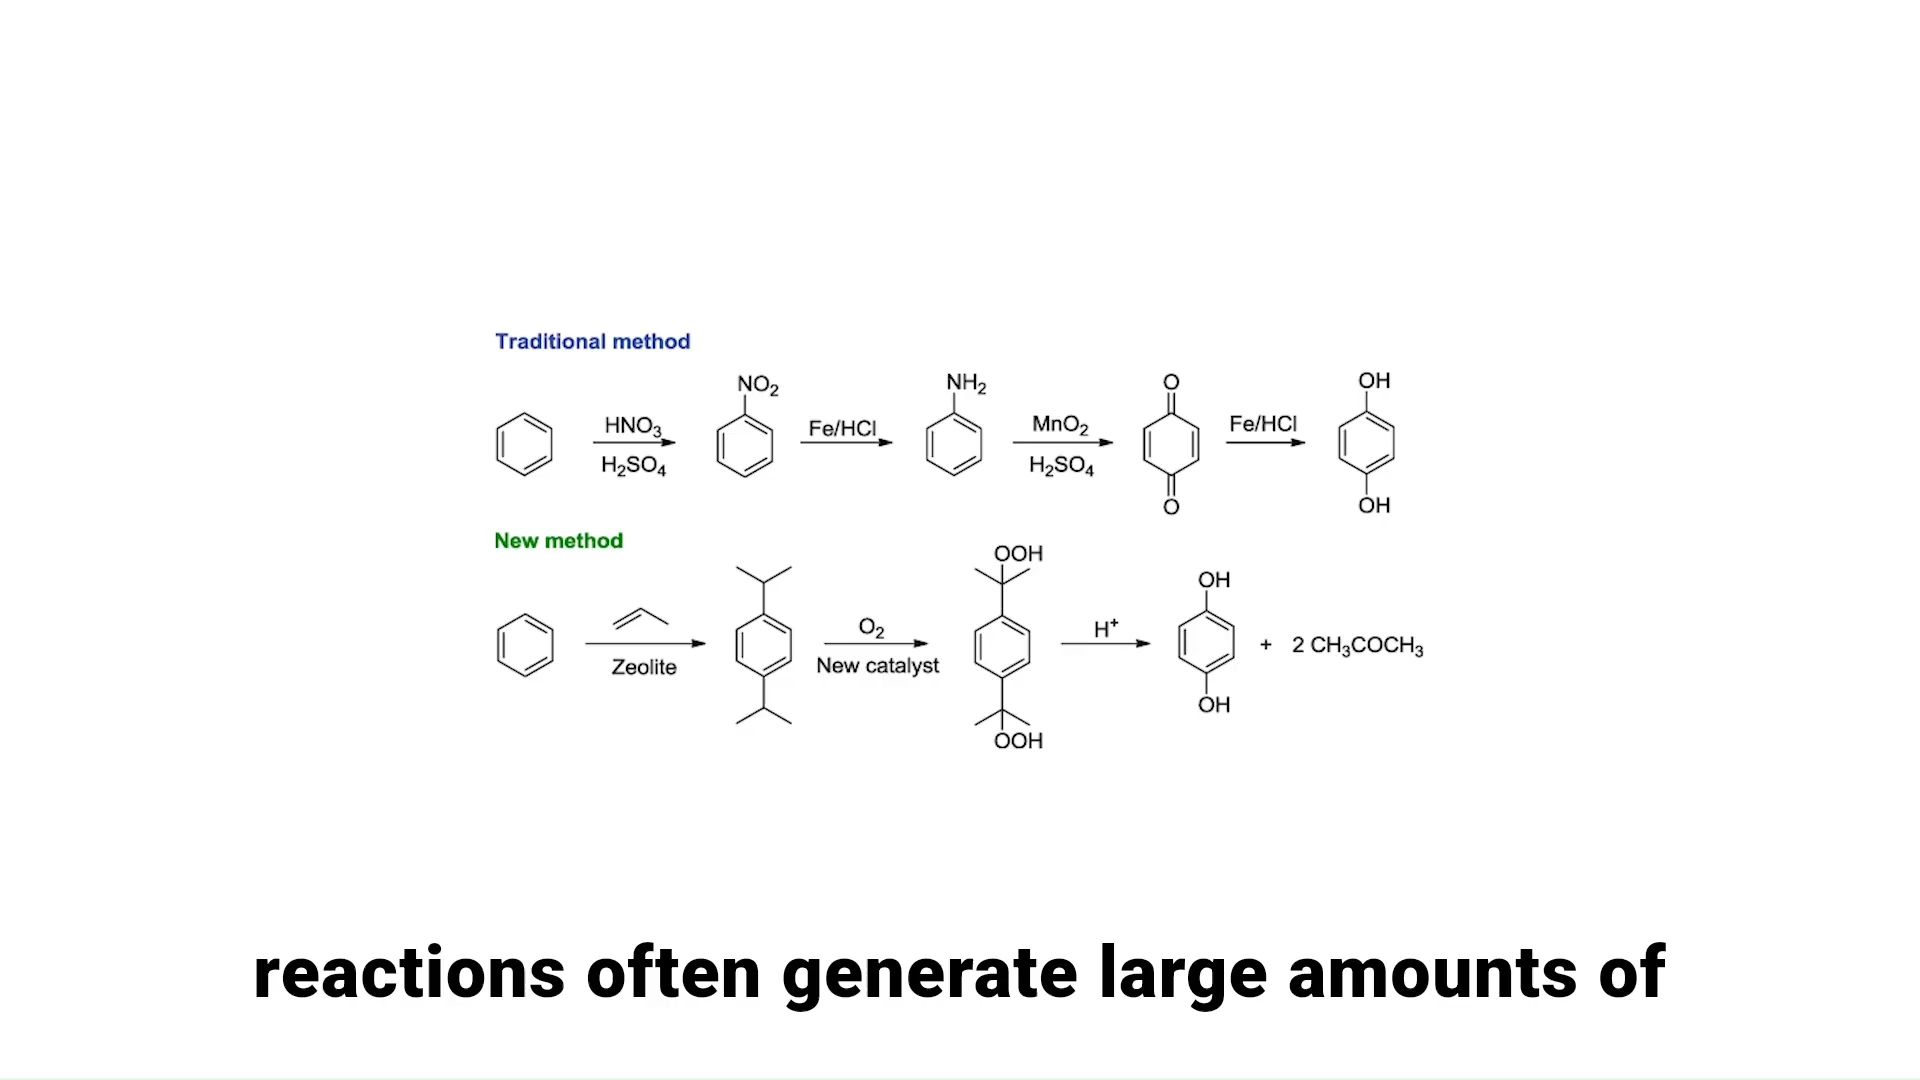 Traditional method
NO₂ NH₂ O OH
HNO₃ Fe/HCl MnO₂ Fe/HCl
H₂SO₄ H₂SO₄
O OH
New method
OOH
OH
O₂ H⁺
+ 2 CH₃COCH₃
Zeolite New catalyst
OH
OOH
reactions often generate large amounts of